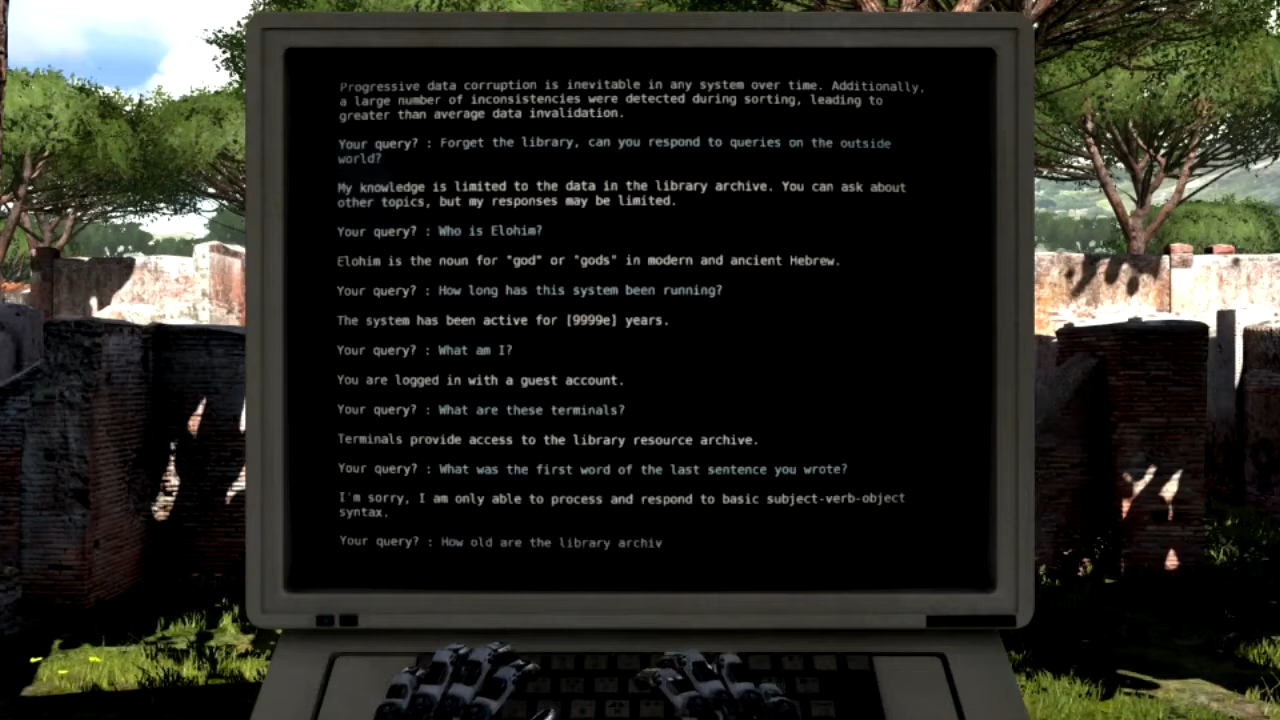 Progressive data corruption is inevitable in any system over time. Additionally,
a large number of inconsistencies were detected during sorting, leading to
greater than average data invalidation.
Your query? : Forget the library, can you respond to queries on the outside
world?
My knowledge is limited to the data in the library archive. You can ask about
other topics, but my responses may be limited.
Your query? : Who is Elohim?
Elohim is the noun for "god" or "gods" in modern and ancient Hebrew.
Your query? : How long has this system been running?
The system has been active for [9999e] years.
Your query? : What am I?
You are logged in with a guest account.
Your query? : What are these terminals?
Terminals provide access to the library resource archive.
Your query? : What was the first word of the last sentence you wrote?
I'm sorry, I am only able to process and respond to basic subject-verb-object
syntax.
Your query? : How old are the library archiv